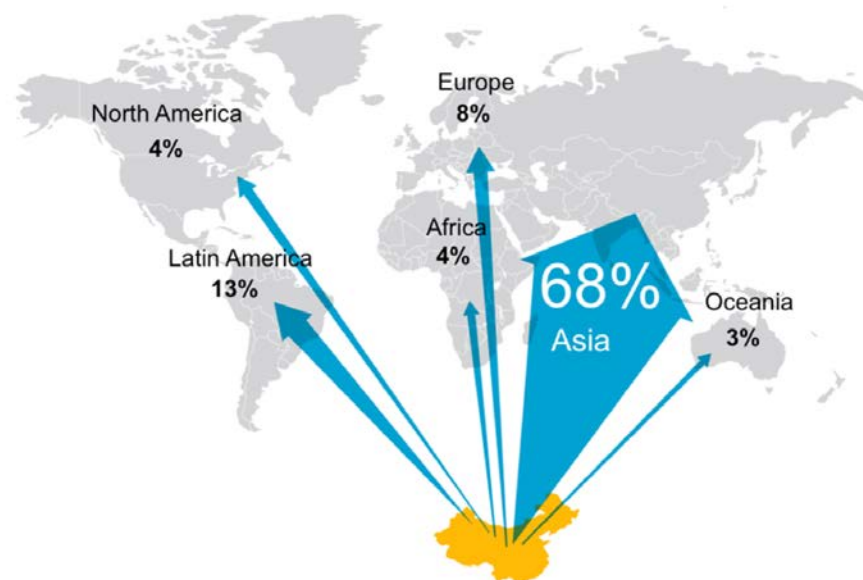 North America
4%
Europe
8%
Latin America
13%
Africa
4%
68%
Asia
Oceania
3%